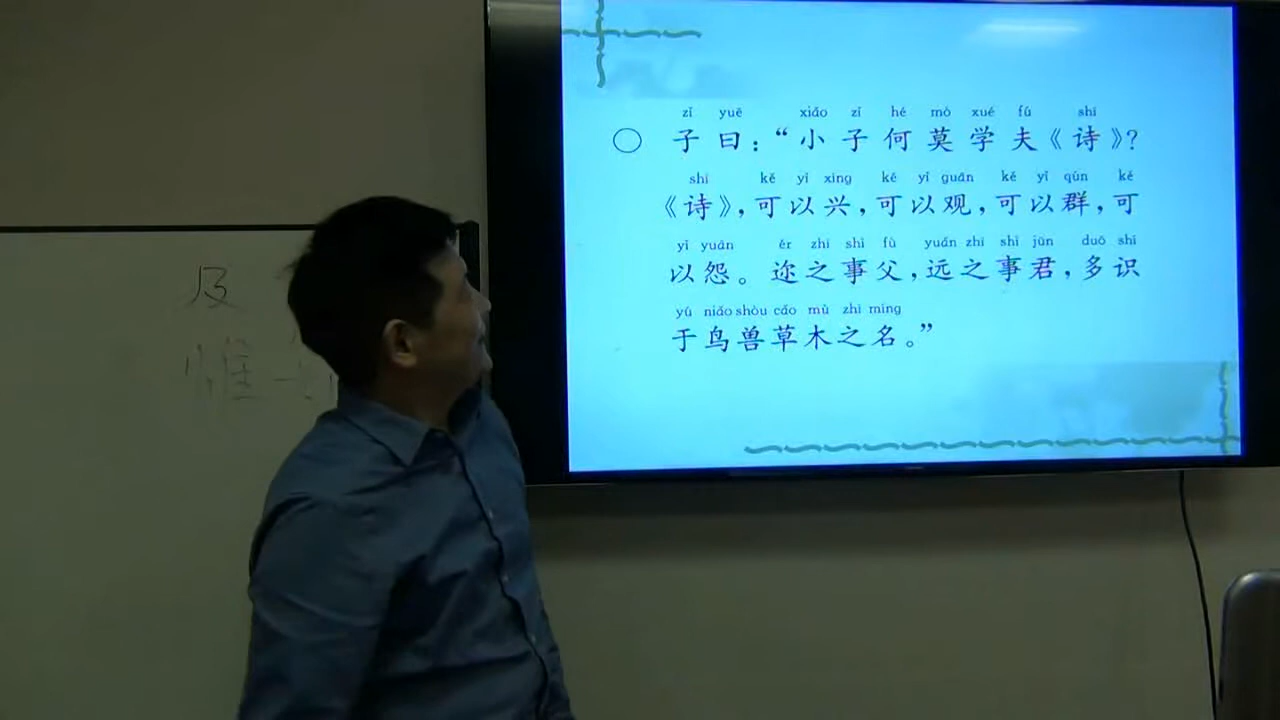 及
惟
zǐ yuē xiǎo zǐ hé mò xué fú shī
○ 子曰：“小子何莫学夫《诗》？
shī kě yǐ xìng kě yǐ guān kě yǐ qún kě
《诗》，可以兴，可以观，可以群，可
yǐ yuàn ěr zhī shì fù yuǎn zhī shì jūn duō shí
以怨。迩之事父，远之事君，多识
yú niǎo shòu cǎo mù zhī míng
于鸟兽草木之名。”